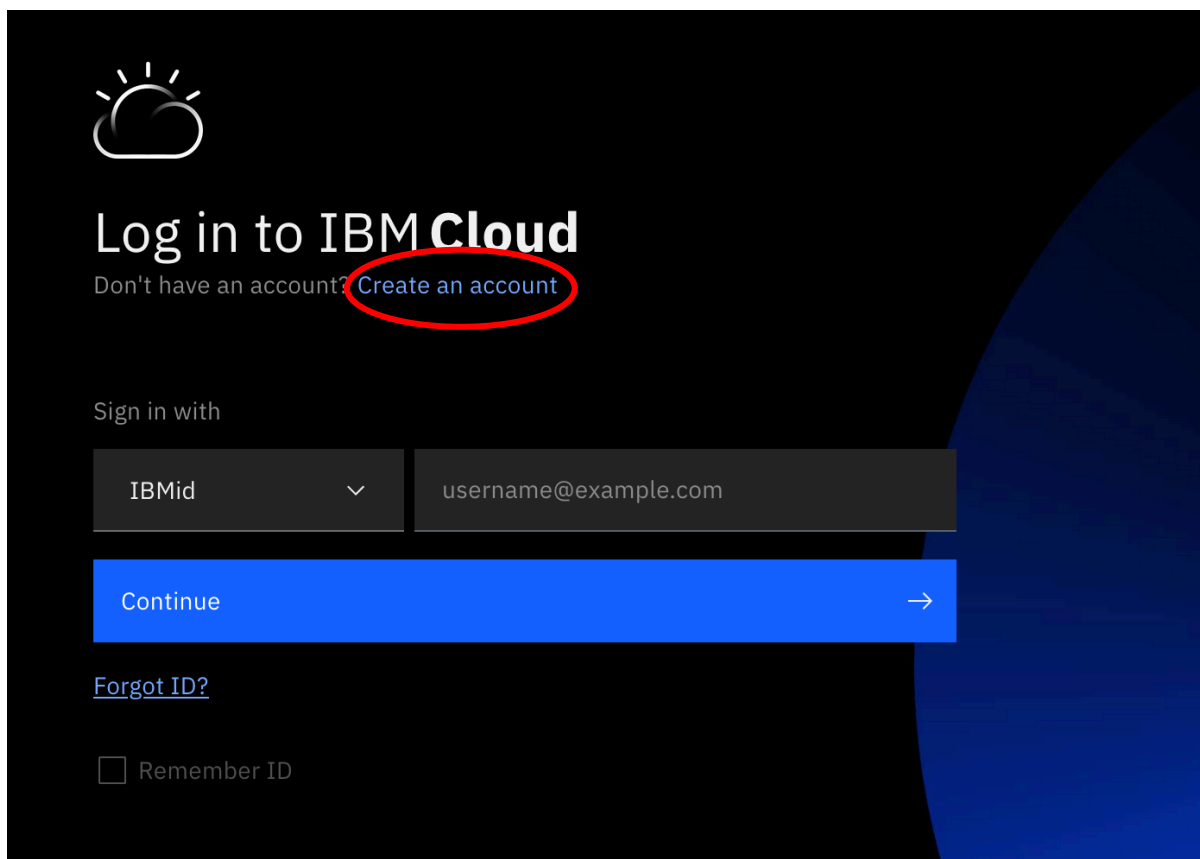 Log in to IBM Cloud
Don't have an account? Create an account
Sign in with
IBMid
username@example.com
Continue
Forgot ID?
Remember ID